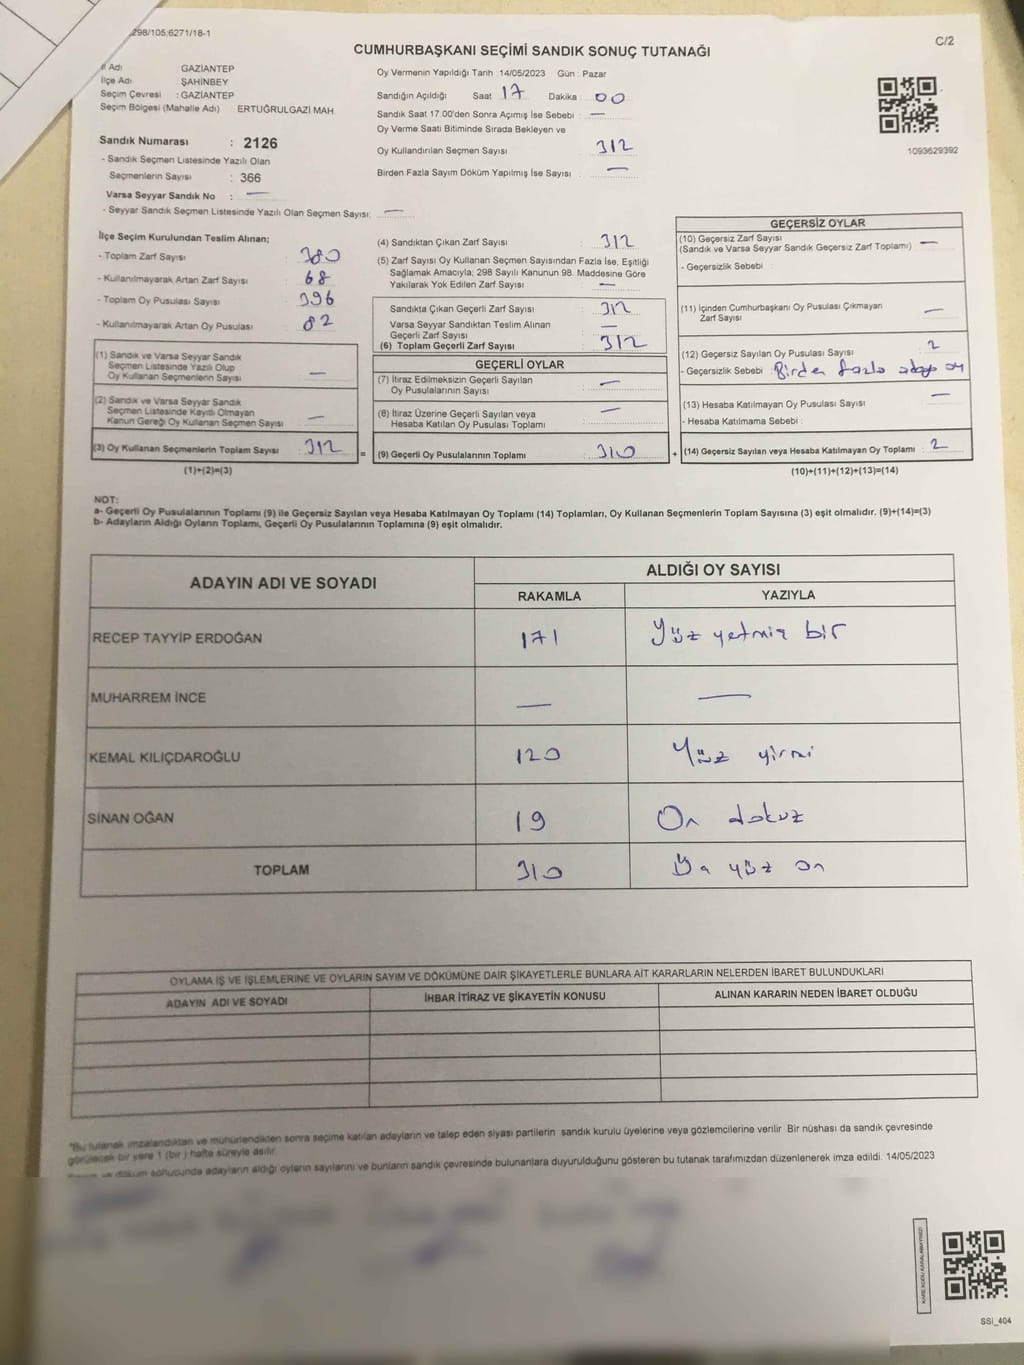 298/105;6271/18-1
C/2
CUMHURBAŞKANI SEÇİMİ SANDIK SONUÇ TUTANAĞI
İl Adı : GAZİANTEP
İlçe Adı : ŞAHİNBEY
Seçim Çevresi : GAZİANTEP
Seçim Bölgesi (Mahalle Adı) : ERTUĞRULGAZİ MAH.
Sandık Numarası : 2126
- Sandık Seçmen Listesinde Yazılı Olan
Seçmenlerin Sayısı : 366
Varsa Seyyar Sandık No : —
- Seyyar Sandık Seçmen Listesinde Yazılı Olan Seçmen Sayısı: —
Oy Vermenin Yapıldığı Tarih 14/05/2023 Gün : Pazar
Sandığın Açıldığı Saat 17 Dakika 00
Sandık Saat 17.00'den Sonra Açımış İse Sebebi : —
Oy Verme Saati Bitiminde Sırada Bekleyen ve
Oy Kullandırılan Seçmen Sayısı 312
Birden Fazla Sayım Döküm Yapılmış İse Sayısı —
1093629392
İlçe Seçim Kurulundan Teslim Alınan;
- Toplam Zarf Sayısı : 380
- Kullanılmayarak Artan Zarf Sayısı : 68
- Toplam Oy Pusulası Sayısı : 396
- Kullanılmayarak Artan Oy Pusulası : 82
(1) Sandık ve Varsa Seyyar Sandık
Seçmen Listesinde Yazılı Olup
Oy Kullanan Seçmenlerin Sayısı : —
(2) Sandık ve Varsa Seyyar Sandık
Seçmen Listesinde Kayıtlı Olmayan
Kanun Gereği Oy Kullanan Seçmen Sayısı : —
(3) Oy Kullanan Seçmenlerin Toplam Sayısı : 312
(1)+(2)=(3)
(4) Sandıktan Çıkan Zarf Sayısı : 312
(5) Zarf Sayısı Oy Kullanan Seçmen Sayısından Fazla İse, Eşitliği
Sağlamak Amacıyla; 298 Sayılı Kanunun 98. Maddesine Göre
Yakılarak Yok Edilen Zarf Sayısı : —
Sandıkta Çıkan Geçerli Zarf Sayısı : 312
Varsa Seyyar Sandıktan Teslim Alınan
Geçerli Zarf Sayısı : —
(6) Toplam Geçerli Zarf Sayısı : 312
GEÇERLİ OYLAR
(7) İtiraz Edilmeksizin Geçerli Sayılan
Oy Pusulalarının Sayısı : —
(8) İtiraz Üzerine Geçerli Sayılan veya
Hesaba Katılan Oy Pusulası Toplamı : —
= (9) Geçerli Oy Pusulalarının Toplamı : 310
GEÇERSİZ OYLAR
(10) Geçersiz Zarf Sayısı
(Sandık ve Varsa Seyyar Sandık Geçersiz Zarf Toplamı) : —
- Geçersizlik Sebebi :
(11) İçinden Cumhurbaşkanı Oy Pusulası Çıkmayan
Zarf Sayısı : —
(12) Geçersiz Sayılan Oy Pusulası Sayısı : 2
- Geçersizlik Sebebi : Birden fazla adaya oy
(13) Hesaba Katılmayan Oy Pusulası Sayısı : —
- Hesaba Katılmama Sebebi :
+ (14) Geçersiz Sayılan veya Hesaba Katılmayan Oy Toplamı : 2
(10)+(11)+(12)+(13)=(14)
NOT:
a- Geçerli Oy Pusulalarının Toplamı (9) ile Geçersiz Sayılan veya Hesaba Katılmayan Oy Toplamı (14) Toplamları, Oy Kullanan Seçmenlerin Toplam Sayısına (3) eşit olmalıdır. (9)+(14)=(3)
b- Adayların Aldığı Oyların Toplamı, Geçerli Oy Pusulalarının Toplamına (9) eşit olmalıdır.
ADAYIN ADI VE SOYADI
ALDIĞI OY SAYISI
RAKAMLA YAZIYLA
RECEP TAYYİP ERDOĞAN 171 Yüz yetmiş bir
MUHARREM İNCE — —
KEMAL KILIÇDAROĞLU 120 Yüz yirmi
SİNAN OĞAN 19 On dokuz
TOPLAM 310 Üç yüz on
OYLAMA İŞ VE İŞLEMLERİNE VE OYLARIN SAYIM VE DÖKÜMÜNE DAİR ŞİKAYETLERLE BUNLARA AİT KARARLARIN NELERDEN İBARET BULUNDUKLARI
ADAYIN ADI VE SOYADI İHBAR İTİRAZ VE ŞİKAYETİN KONUSU ALINAN KARARIN NEDEN İBARET OLDUĞU
*Bu tutanak imzalandıktan ve mühürlendikten sonra seçime katılan adayların ve talep eden siyasi partilerin sandık kurulu üyelerine veya gözlemcilerine verilir. Bir nüshası da sandık çevresinde
görülecek bir yere 1 (bir) hafta süreyle asılır.
döküm sonucunda adayların aldığı oyların sayılarını ve bunların sandık çevresinde bulunanlara duyurulduğunu gösteren bu tutanak tarafımızdan düzenlenerek imza edildi. 14/05/2023
KARE KODU KARALAMAYINIZ!
SSI_404